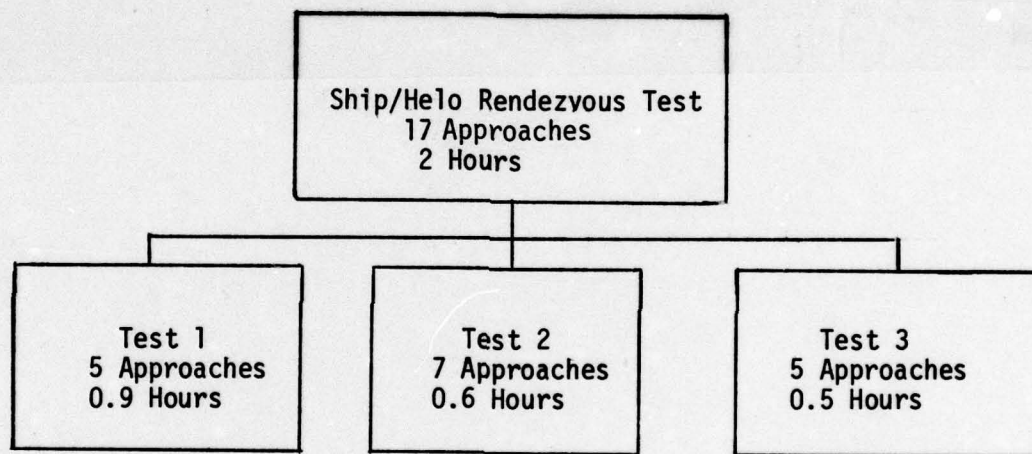 Ship/Helo Rendezvous Test
17 Approaches
2 Hours
Test 1
5 Approaches
0.9 Hours
Test 2
7 Approaches
0.6 Hours
Test 3
5 Approaches
0.5 Hours